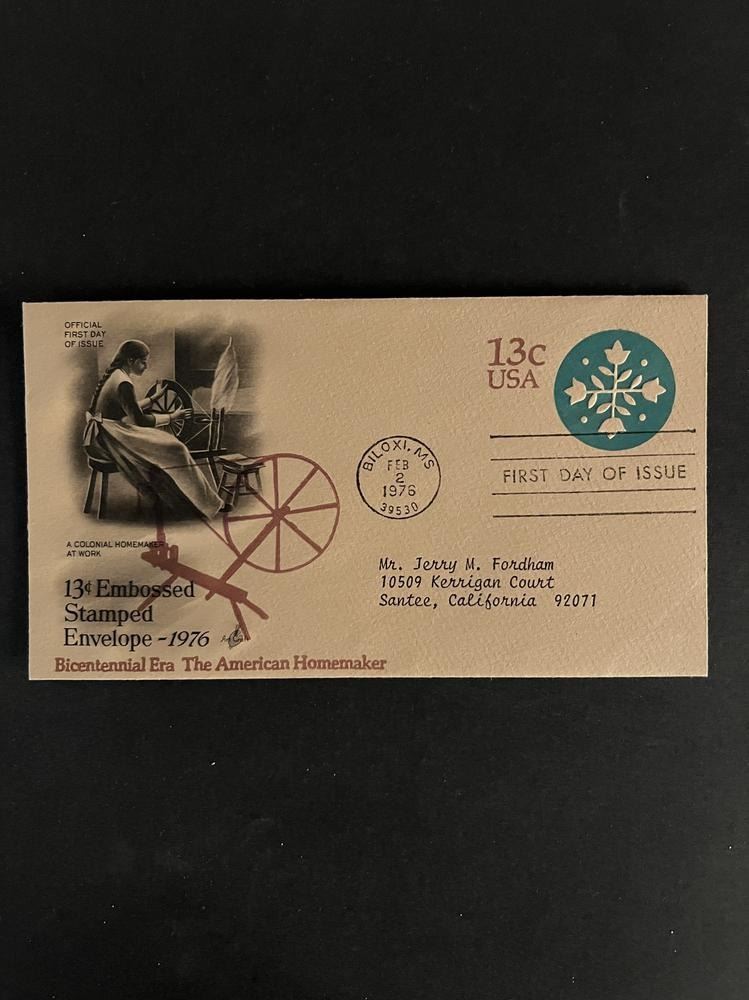 OFFICIAL
FIRST DAY
OF ISSUE
13c
USA
BILOXI, MS
FEB
2
1976
39530
FIRST DAY OF ISSUE
A COLONIAL HOMEMAKER
AT WORK
Mr. Jerry M. Fordham
10509 Kerrigan Court
Santee, California 92071
13¢ Embossed
Stamped
Envelope -1976
Bicentennial Era The American Homemaker